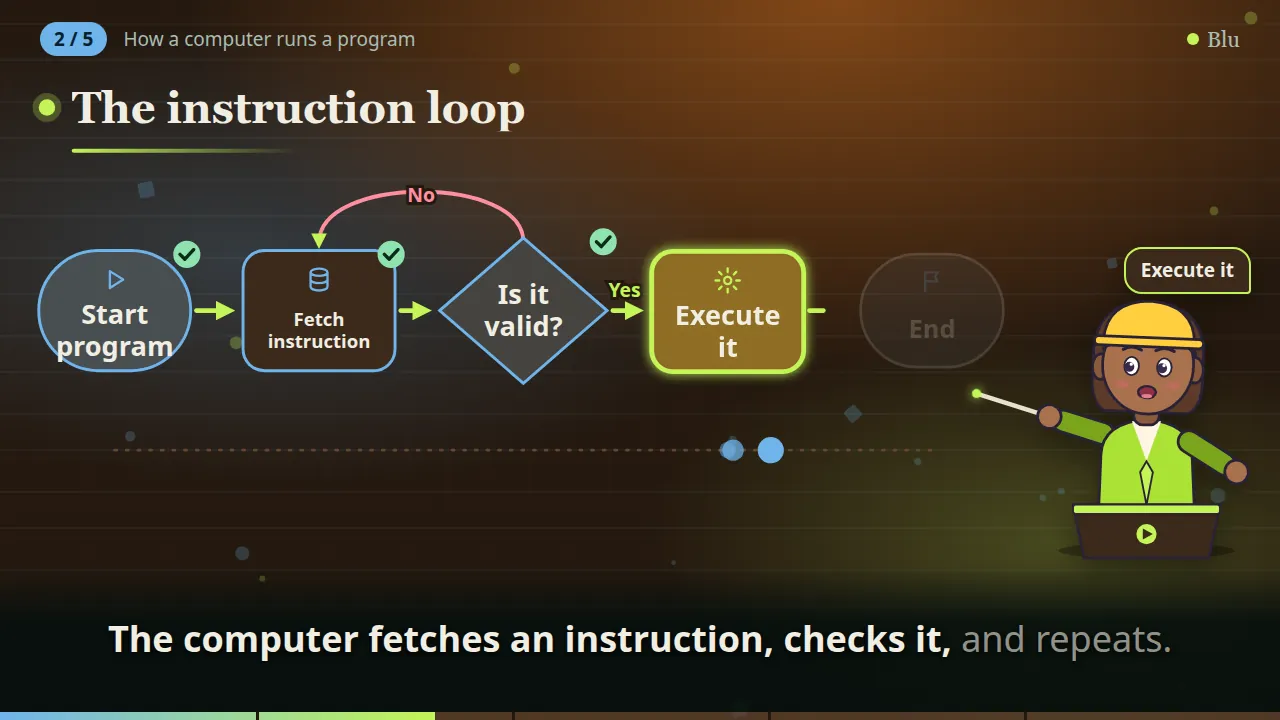 2 / 5
How a computer runs a program
Blu
The instruction loop
No
Start
program
Fetch
instruction
Is it
valid?
Yes
Execute
it
End
Execute it
The computer fetches an instruction, checks it, and repeats.